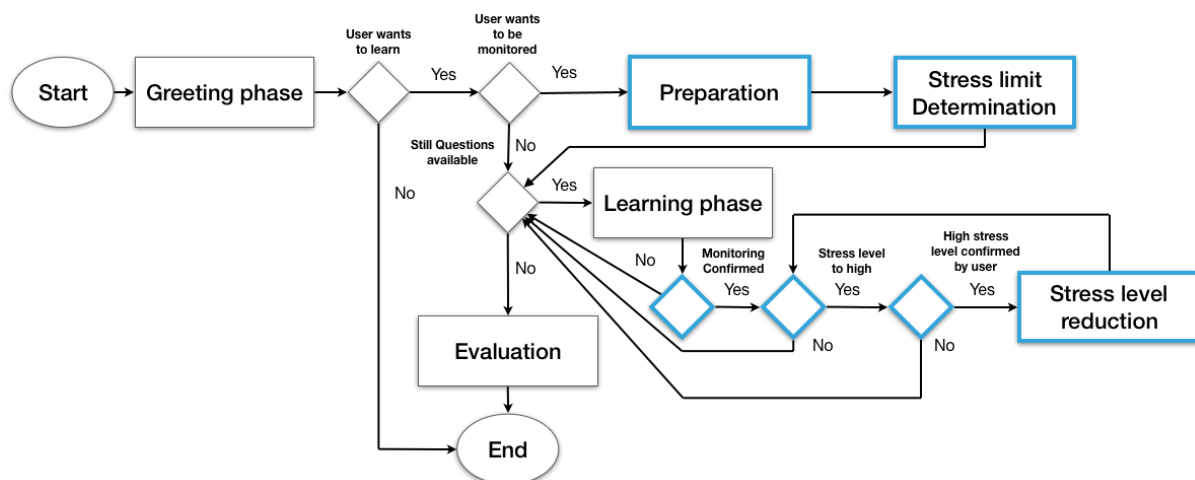 User wants
to learn
User wants
to be
monitored
Start
Greeting phase
Yes
Yes
Preparation
Stress limit
Determination
Still Questions
available
No
No
Yes
Learning phase
No
No
Monitoring
Confirmed
Yes
Stress level
to high
Yes
High stress
level confirmed
by user
Yes
Stress level
reduction
No
No
Evaluation
End